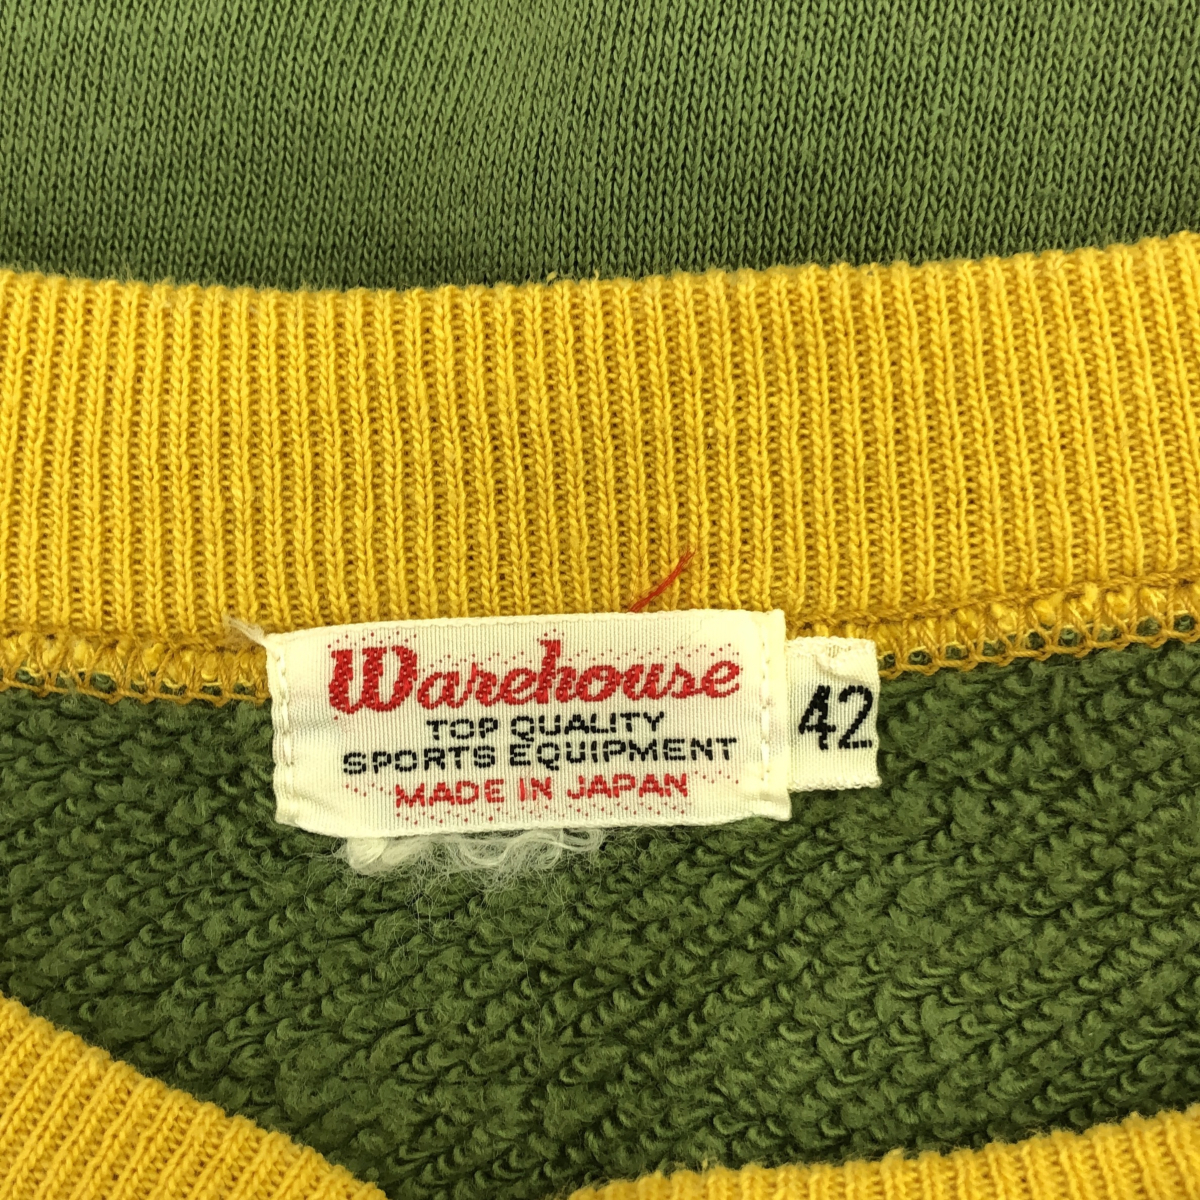 Warehouse
TOP QUALITY
SPORTS EQUIPMENT
MADE IN JAPAN
42